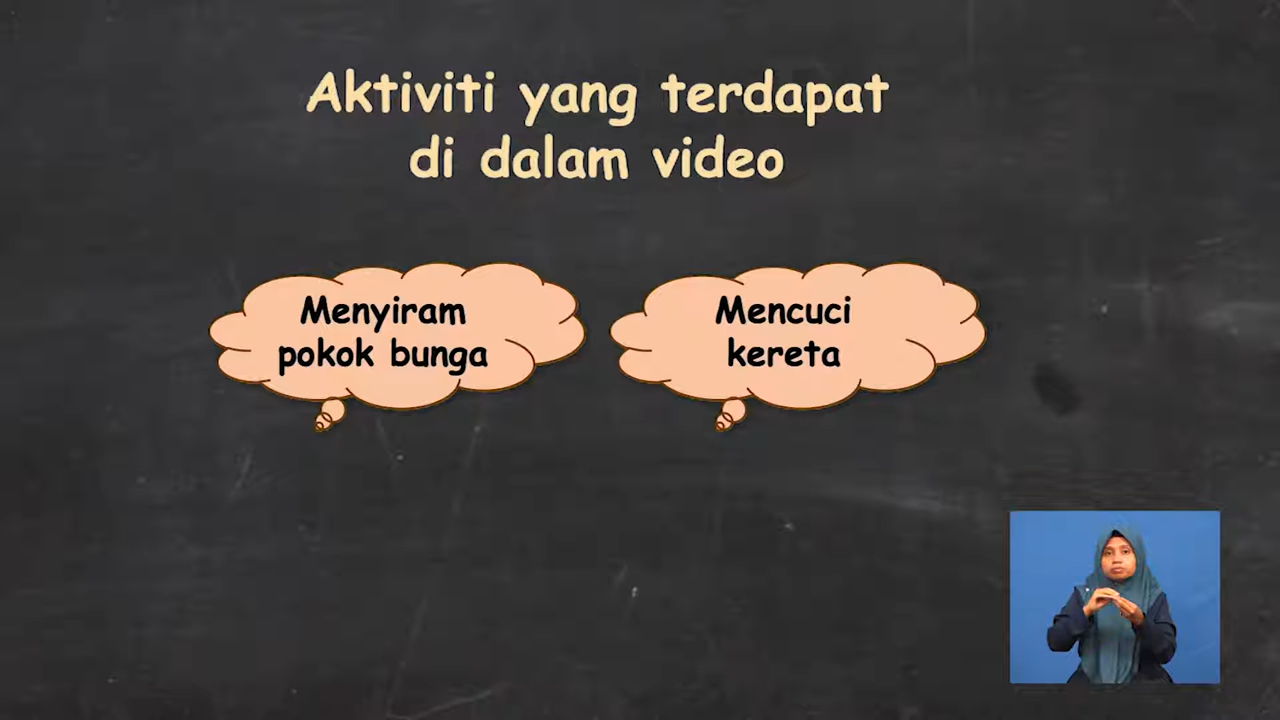 Aktiviti yang terdapat
di dalam video
Menyiram
pokok bunga
Mencuci
kereta